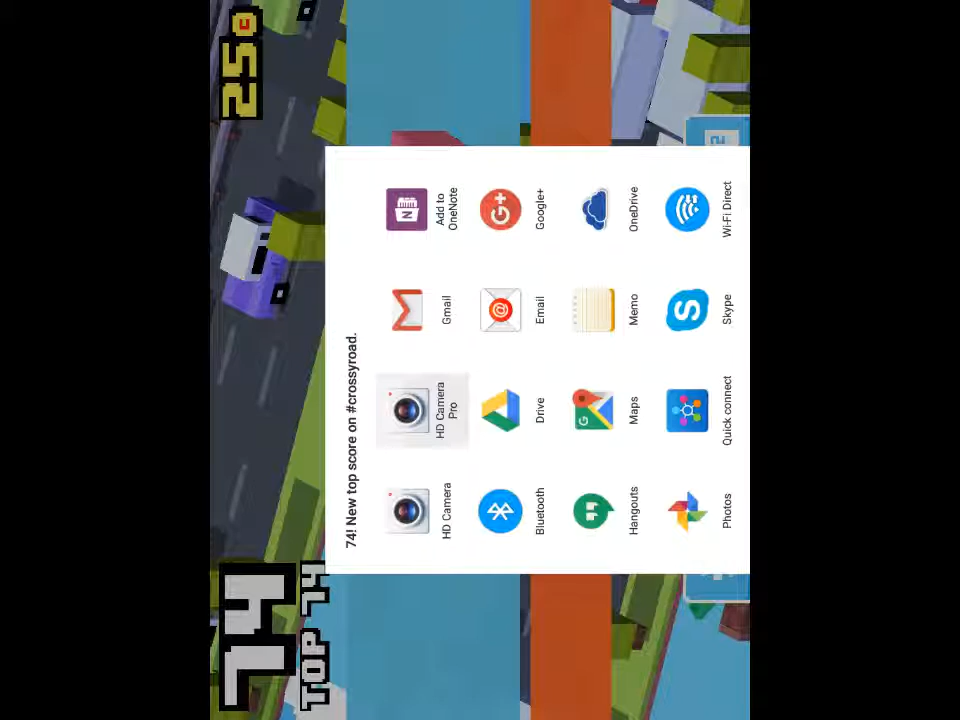 74
TOP 74
25c
74! New top score on #crossyroad.
HD Camera
HD Camera
Pro
Gmail
Add to
OneNote
Bluetooth
Drive
Email
Google+
Hangouts
Maps
Memo
OneDrive
Photos
Quick connect
Skype
Wi-Fi Direct